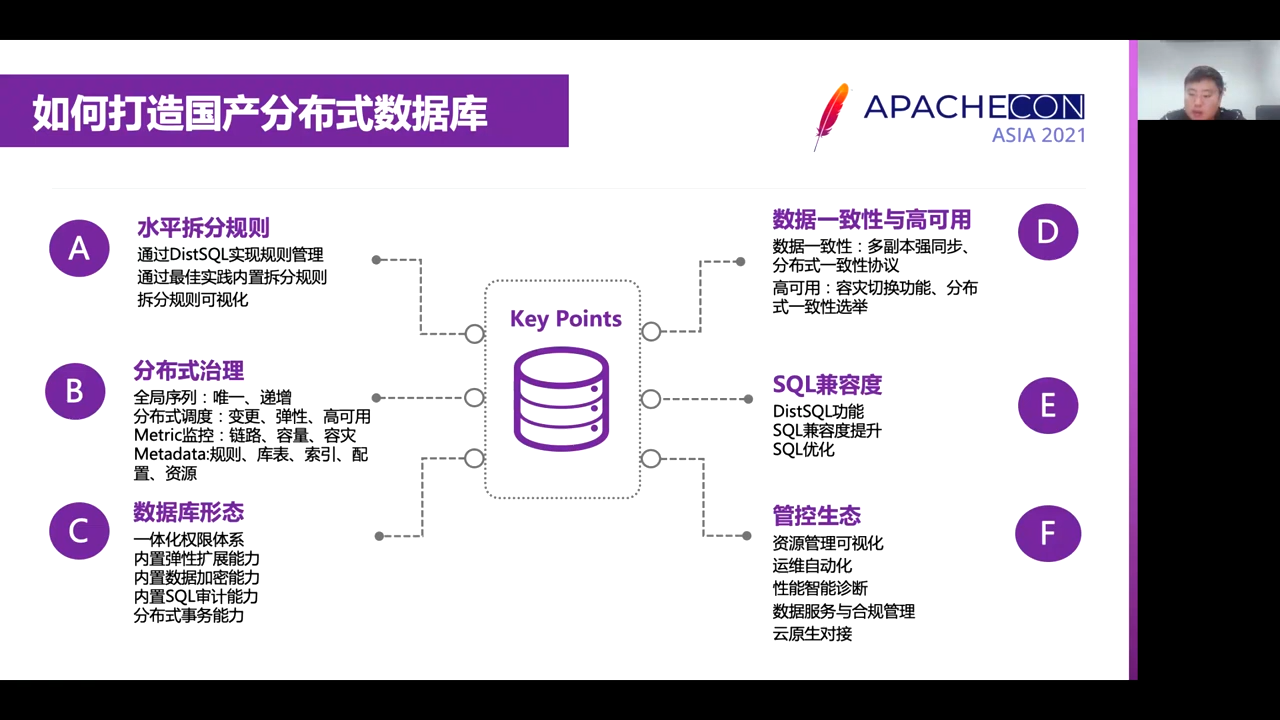 如何打造国产分布式数据库
APACHECON
ASIA 2021
A
水平拆分规则
通过DistSQL实现规则管理
通过最佳实践内置拆分规则
拆分规则可视化
B
分布式治理
全局序列：唯一、递增
分布式调度：变更、弹性、高可用
Metric监控：链路、容量、容灾
Metadata:规则、库表、索引、配
置、资源
C
数据库形态
一体化权限体系
内置弹性扩展能力
内置数据加密能力
内置SQL审计能力
分布式事务能力
Key Points
D
数据一致性与高可用
数据一致性：多副本强同步、
分布式一致性协议
高可用：容灾切换功能、分布
式一致性选举
E
SQL兼容度
DistSQL功能
SQL兼容度提升
SQL优化
F
管控生态
资源管理可视化
运维自动化
性能智能诊断
数据服务与合规管理
云原生对接